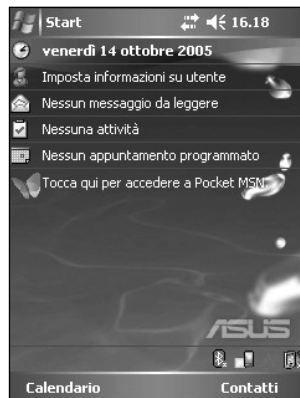 Start 16.18
venerdì 14 ottobre 2005
Imposta informazioni su utente
Nessun messaggio da leggere
Nessuna attività
Nessun appuntamento programmato
Tocca qui per accedere a Pocket MSN
ASUS
Calendario Contatti